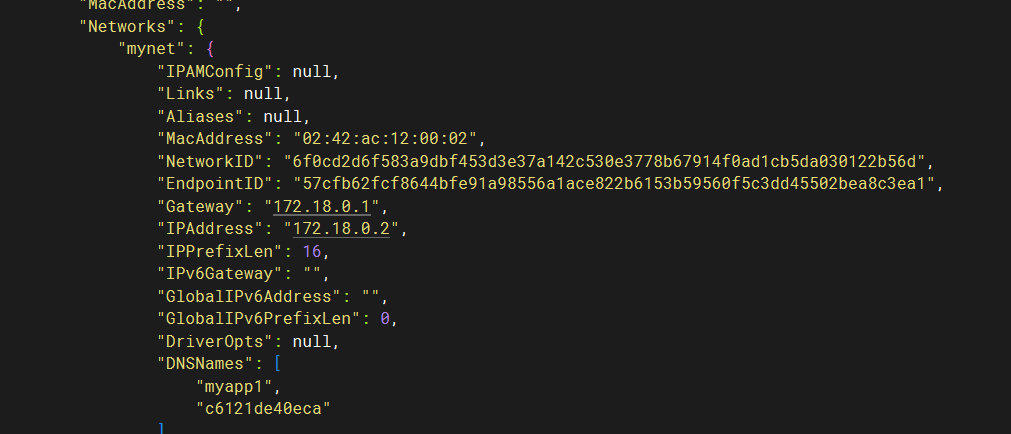 "MacAddress": "",
"Networks": {
"mynet": {
"IPAMConfig": null,
"Links": null,
"Aliases": null,
"MacAddress": "02:42:ac:12:00:02",
"NetworkID": "6f0cd2d6f583a9dbf453d3e37a142c530e3778b67914f0ad1cb5da030122b56d",
"EndpointID": "57cfb62fcf8644bfe91a98556a1ace822b6153b59560f5c3dd45502bea8c3ea1",
"Gateway": "172.18.0.1",
"IPAddress": "172.18.0.2",
"IPPrefixLen": 16,
"IPv6Gateway": "",
"GlobalIPv6Address": "",
"GlobalIPv6PrefixLen": 0,
"DriverOpts": null,
"DNSNames": [
"myapp1",
"c6121de40eca"
]